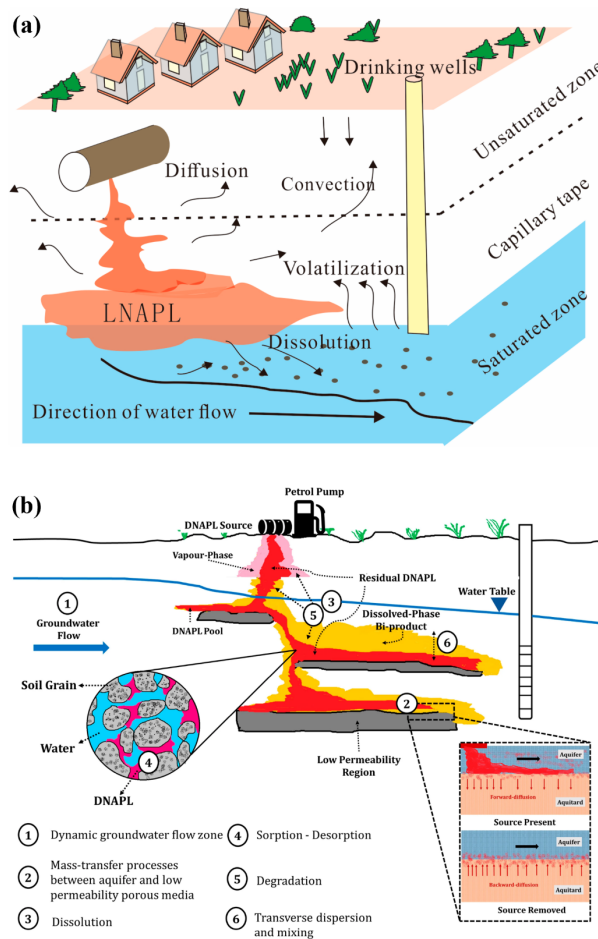 (a)
Drinking wells
Unsaturated zone
Diffusion
Convection
Capillary tape
Volatilization
LNAPL
Dissolution
Saturated zone
Direction of water flow
(b)
Petrol Pump
DNAPL Source
Vapour-Phase
Residual DNAPL
1
3
Water Table
5
Groundwater
Flow
DNAPL Pool
Dissolved-Phase
Bi-product
6
Soil Grain
2
Water
4
Low Permeability
Region
DNAPL
Aquifer
Forward-diffusion
Aquitard
Source Present
Aquifer
Backward-diffusion
Aquitard
Source Removed
1 Dynamic groundwater flow zone
2 Mass-transfer processes
between aquifer and low
permeability porous media
3 Dissolution
4 Sorption - Desorption
5 Degradation
6 Transverse dispersion
and mixing